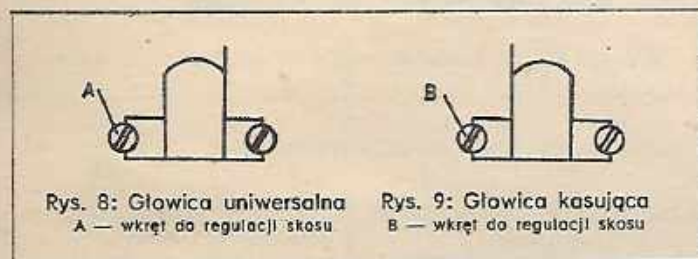 A
B
Rys. 8: Głowica uniwersalna
A — wkręt do regulacji skosu
Rys. 9: Głowica kasująca
B — wkręt do regulacji skosu